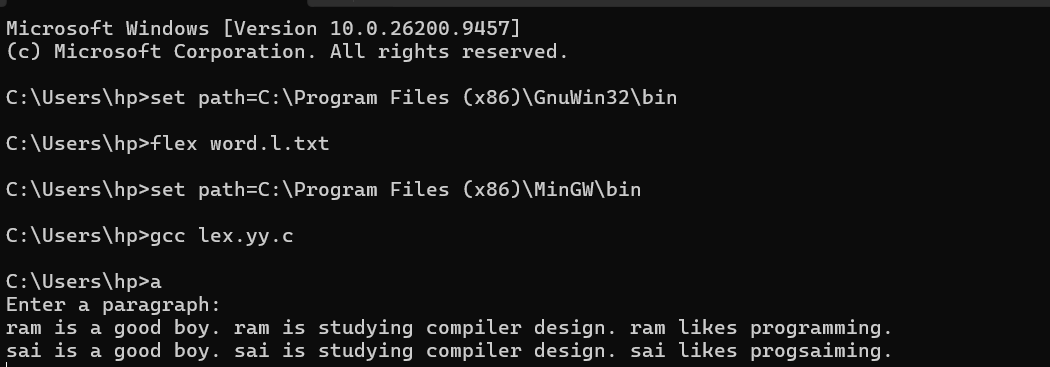 Microsoft Windows [Version 10.0.26200.9457]
(c) Microsoft Corporation. All rights reserved.
C:\Users\hp>set path=C:\Program Files (x86)\GnuWin32\bin
C:\Users\hp>flex word.l.txt
C:\Users\hp>set path=C:\Program Files (x86)\MinGW\bin
C:\Users\hp>gcc lex.yy.c
C:\Users\hp>a
Enter a paragraph:
ram is a good boy. ram is studying compiler design. ram likes programming.
sai is a good boy. sai is studying compiler design. sai likes progsaiming.